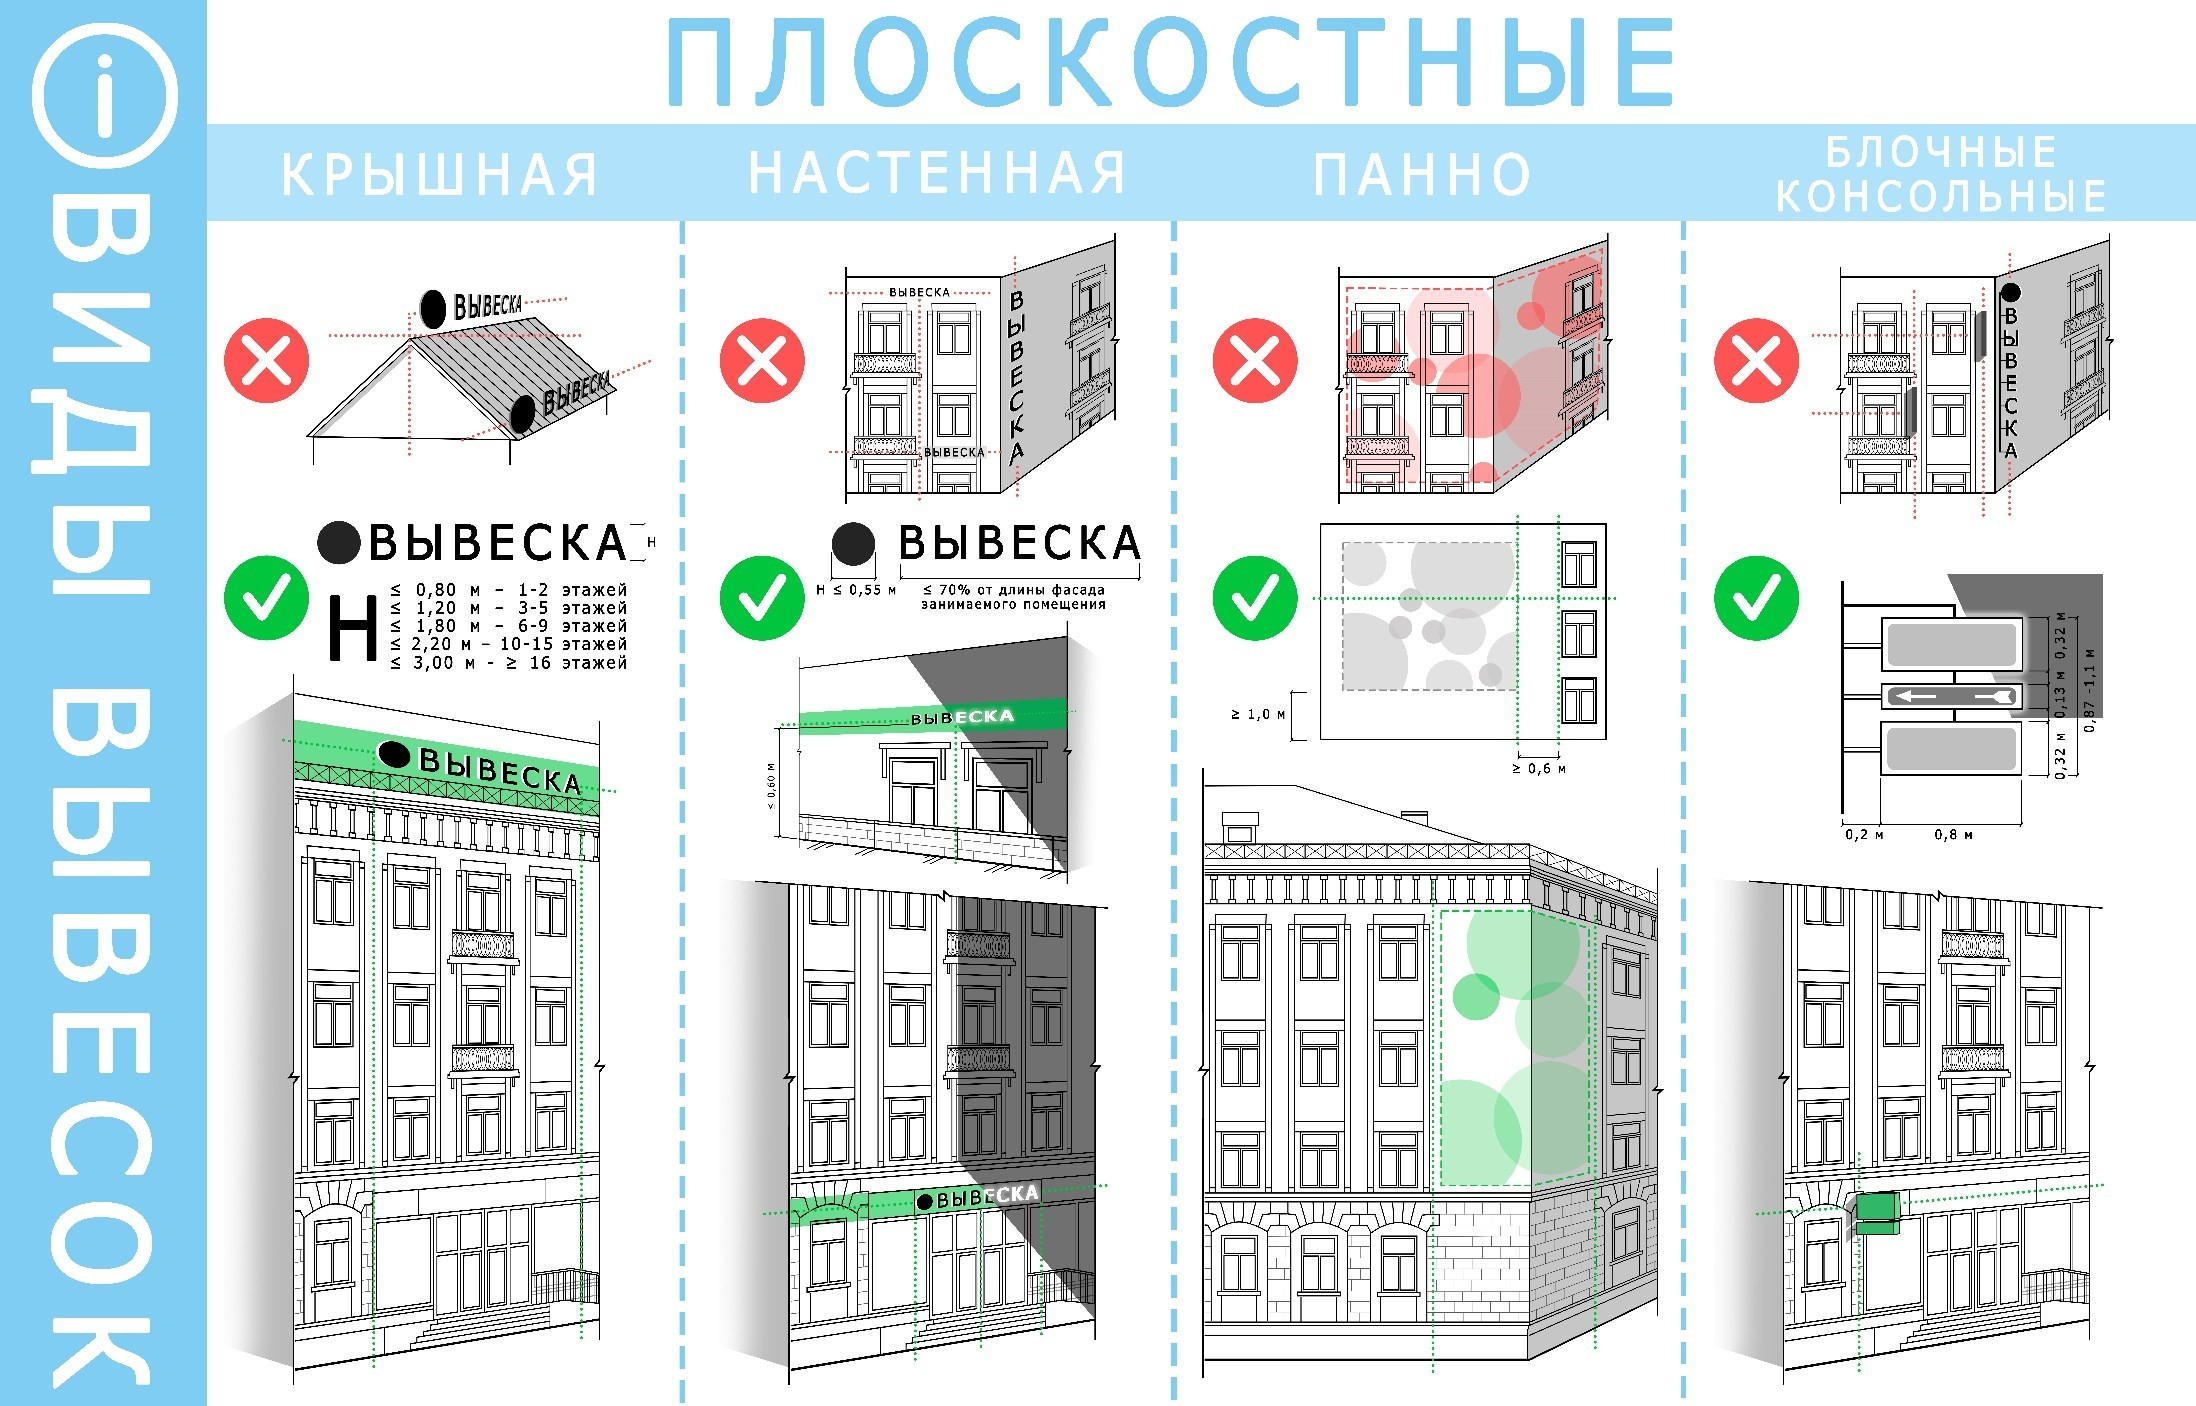 i ВИДЫ ВЫВЕСОК
ПЛОСКОСТНЫЕ
КРЫШНАЯ
ВЫВЕСКА
ВЫВЕСКА
ВЫВЕСКА
H
H
≤ 0,80 м – 1-2 этажей
≤ 1,20 м – 3-5 этажей
≤ 1,80 м – 6-9 этажей
≤ 2,20 м – 10-15 этажей
≤ 3,00 м - ≥ 16 этажей
ВЫВЕСКА
НАСТЕННАЯ
ВЫВЕСКА
ВЫВЕСКА
ВЫВЕСКА
ВЫВЕСКА
H ≤ 0,55 м
≤ 70% от длины фасада
занимаемого помещения
ВЫВЕСКА
≤ 0,60 м
ВЫВЕСКА
ПАННО
≥ 1,0 м
≥ 0,6 м
БЛОЧНЫЕ
КОНСОЛЬНЫЕ
ВЫВЕСКА
0,32 м
0,13 м
0,32 м
0,87 -1,1 м
0,2 м
0,8 м